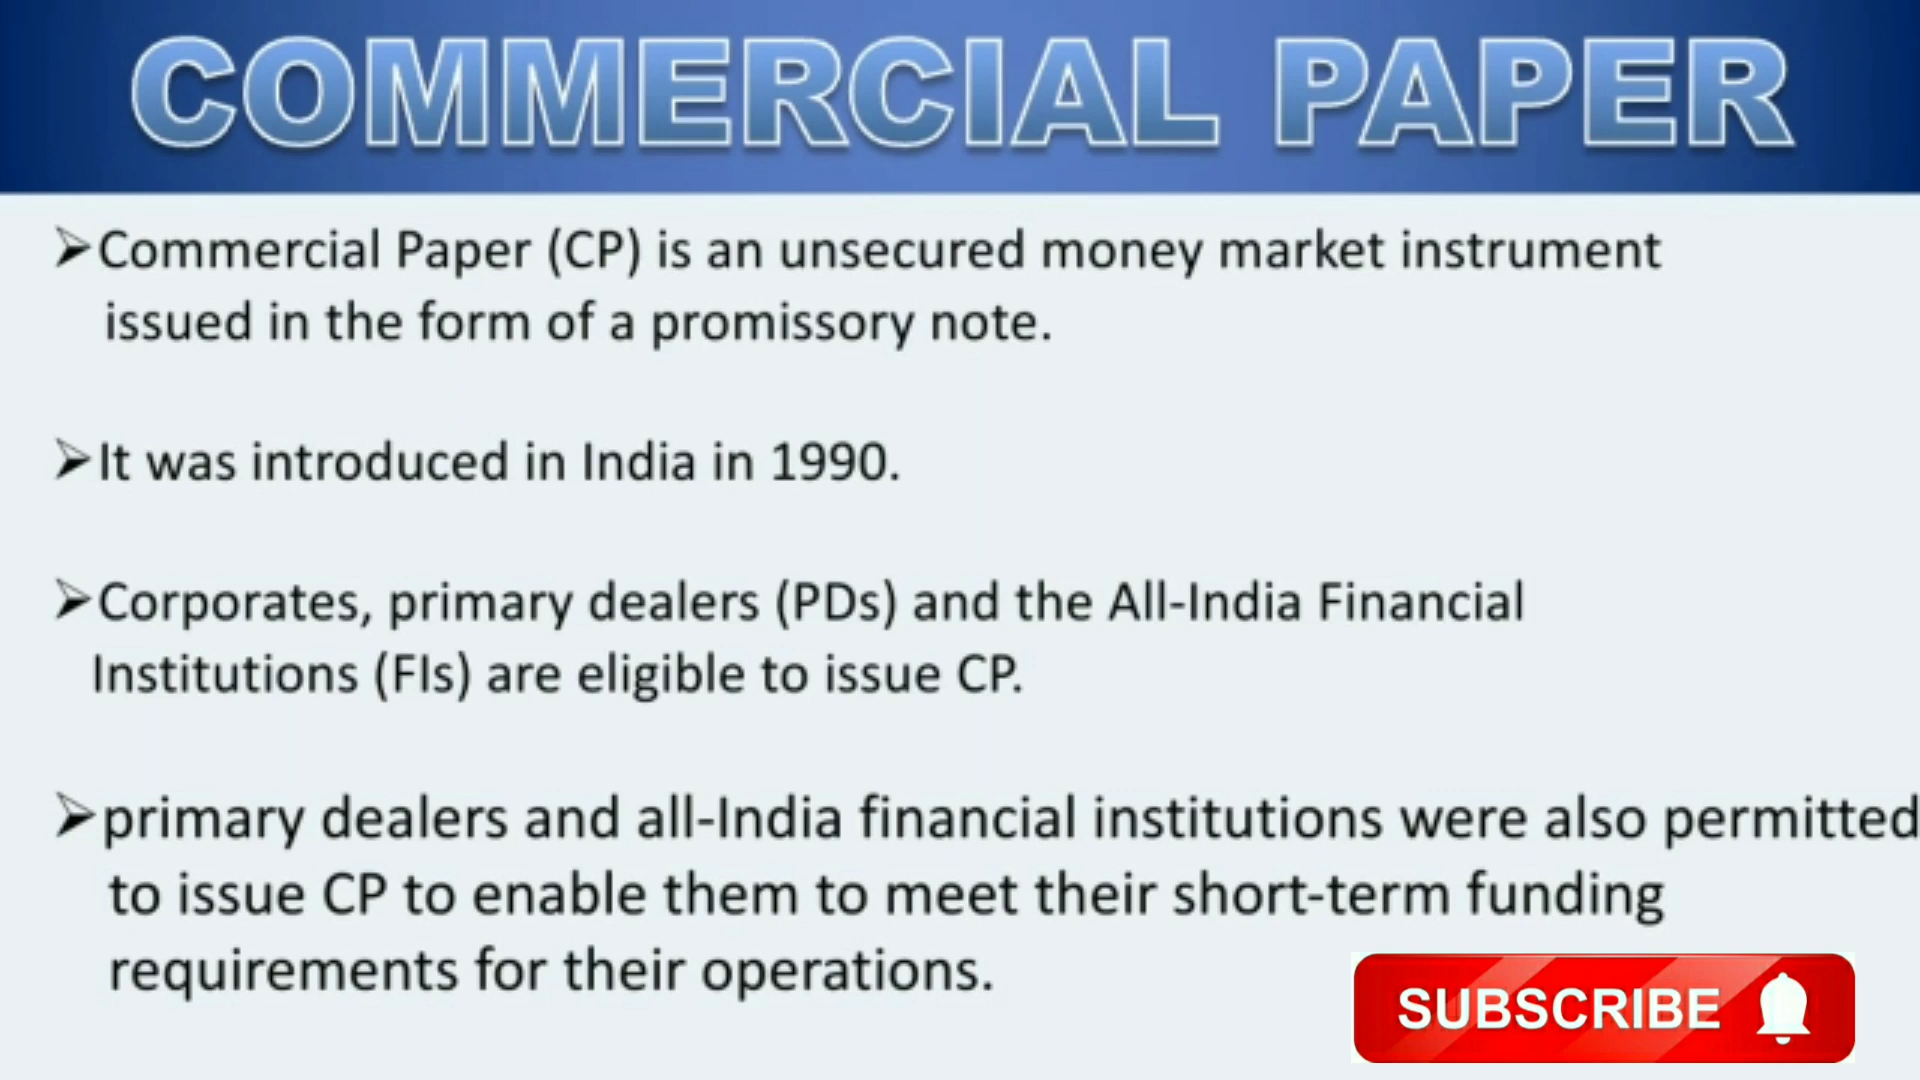 COMMERCIAL PAPER
➢Commercial Paper (CP) is an unsecured money market instrument
issued in the form of a promissory note.
➢It was introduced in India in 1990.
➢Corporates, primary dealers (PDs) and the All-India Financial
Institutions (FIs) are eligible to issue CP.
➢primary dealers and all-India financial institutions were also permitted
to issue CP to enable them to meet their short-term funding
requirements for their operations.
SUBSCRIBE